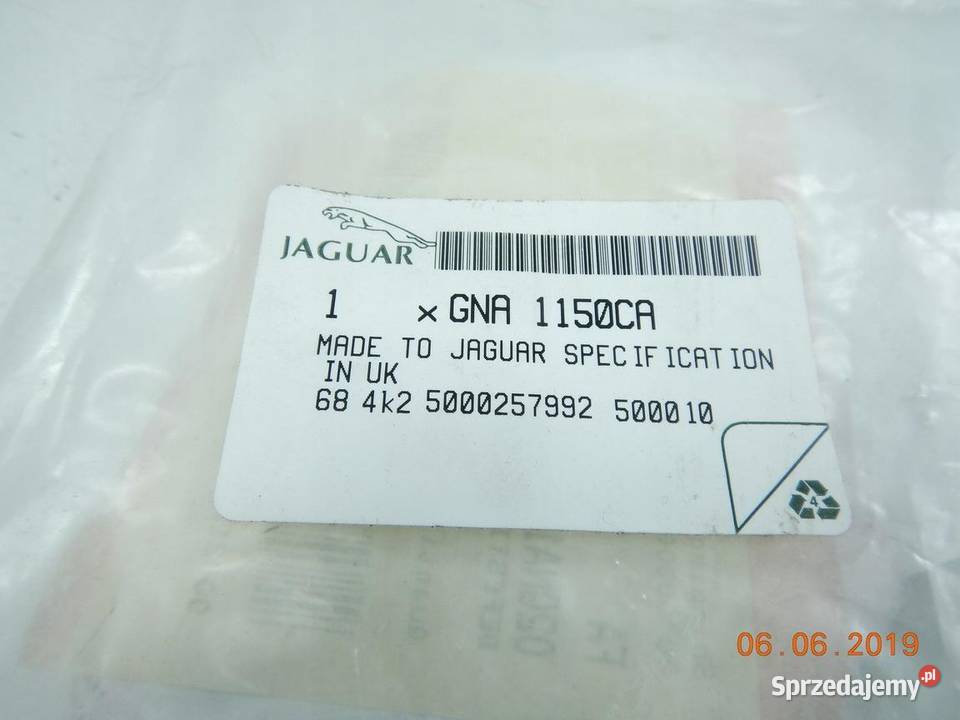 JAGUAR
1 x GNA 1150CA
MADE TO JAGUAR SPECIFICATION
IN UK
68 4k2 5000257992 500010
4
06.06.2019
Sprzedajemy.pl